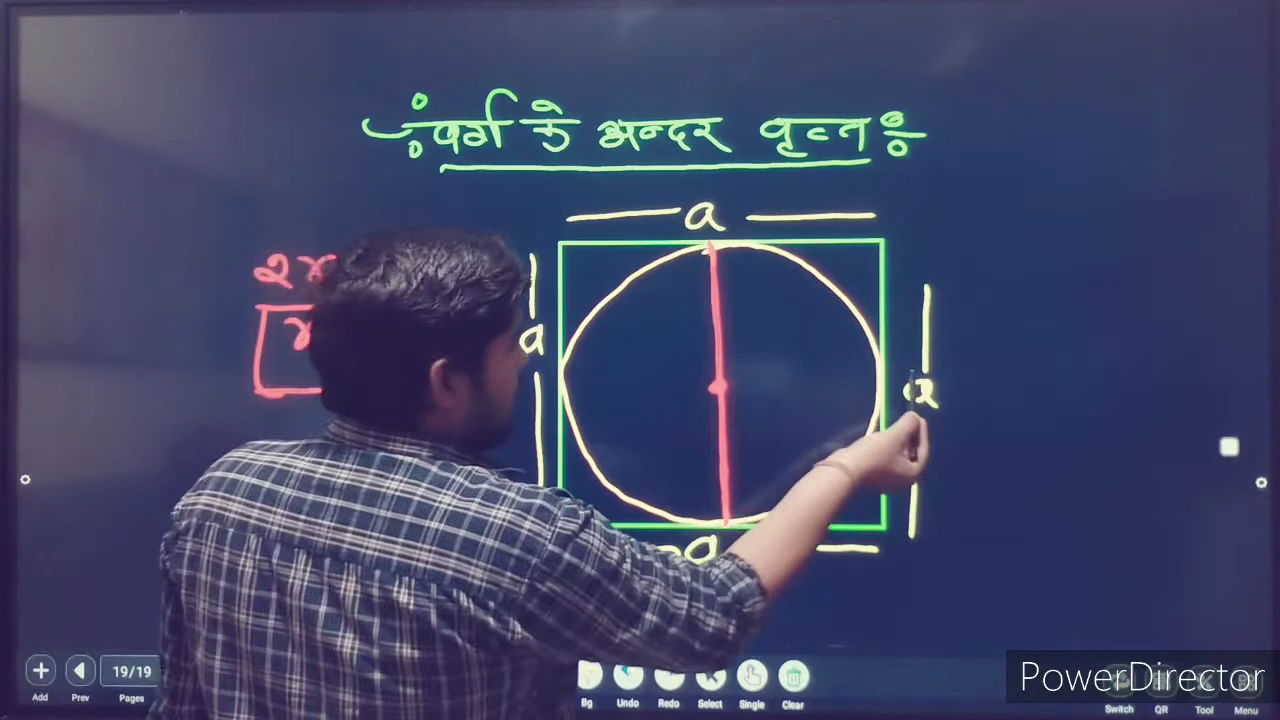 वर्ग के अन्दर वृत्त
a
2r
a
a
19/19
Add
Prev
Pages
Bg
Undo
Redo
Select
Single
Clear
Switch
QR
Tool
Menu
PowerDirector